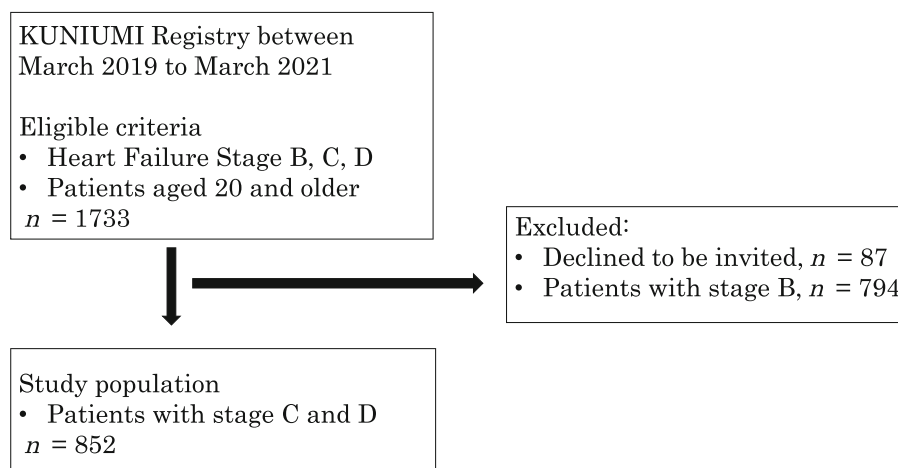 KUNIUMI Registry between
March 2019 to March 2021
Eligible criteria
• Heart Failure Stage B, C, D
• Patients aged 20 and older
n = 1733
Excluded:
• Declined to be invited, n = 87
• Patients with stage B, n = 794
Study population
• Patients with stage C and D
n = 852